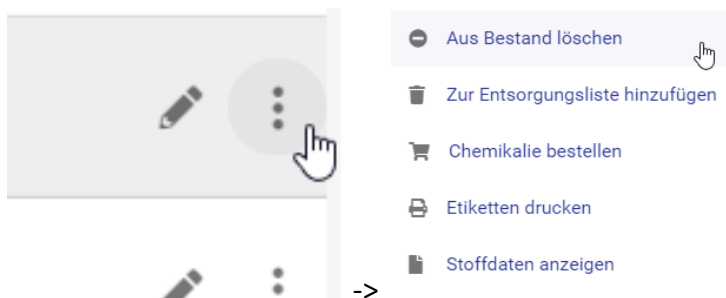 Aus Bestand löschen
Zur Entsorgungsliste hinzufügen
Chemikalie bestellen
Etiketten drucken
-> Stoffdaten anzeigen